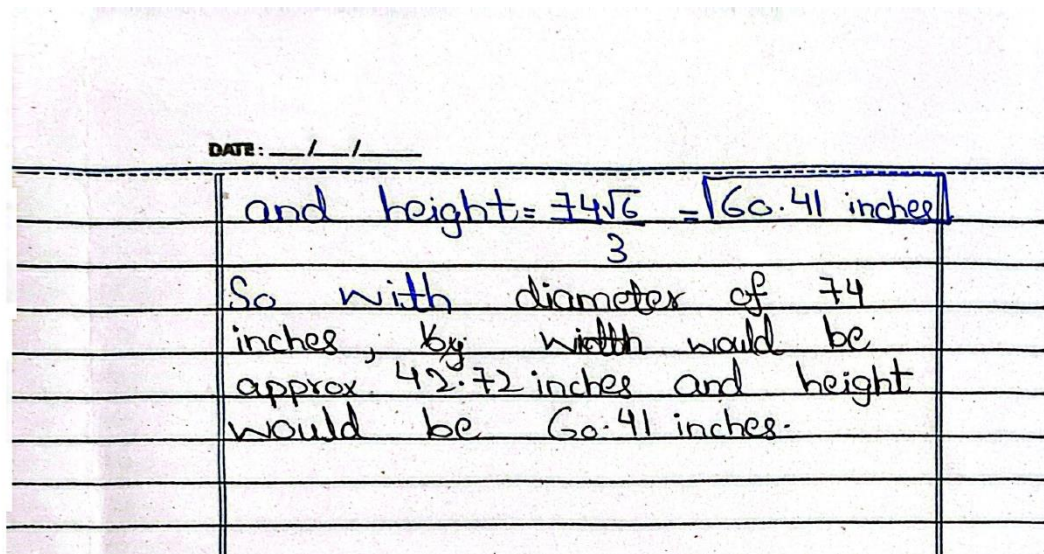 DATE: __/__/____
and height = 74√6/3 = 60.41 inches
So with diameter of 74
inches, width would be
approx. 42.72 inches and height
would be 60.41 inches.